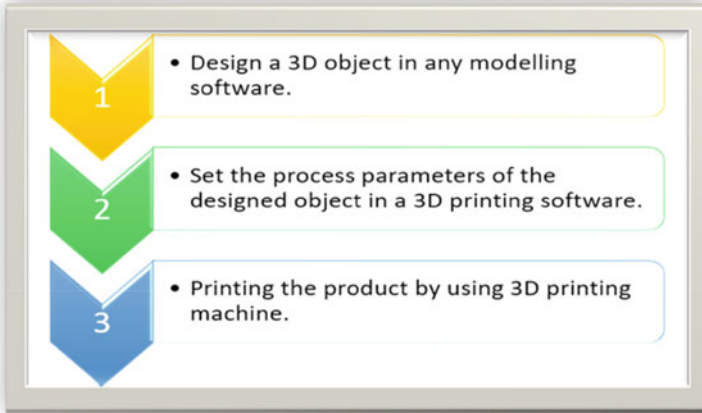 1
• Design a 3D object in any modelling
software.
2
• Set the process parameters of the
designed object in a 3D printing software.
3
• Printing the product by using 3D printing
machine.